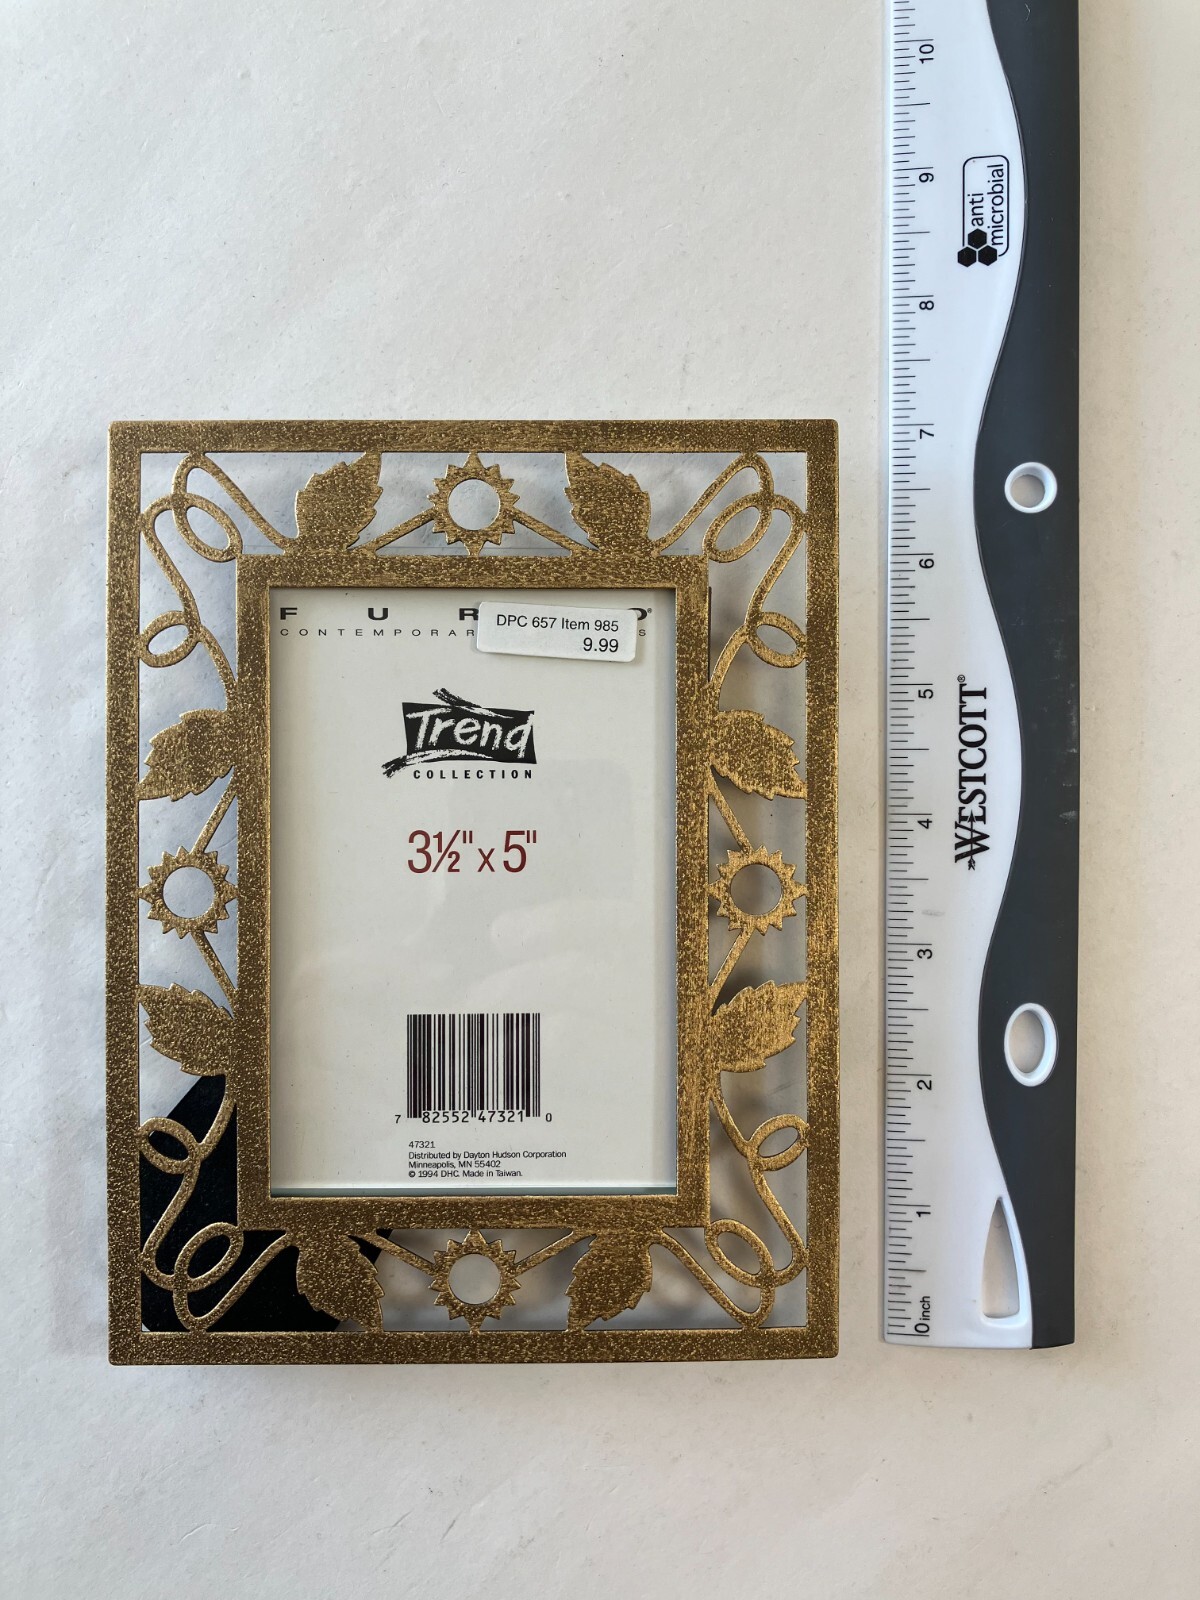 F U R O®
CONTEMPORAR S
DPC 657 Item 985
9.99
Trend
COLLECTION
3½" x 5"
7 82552 47321 0
47321
Distributed by Dayton Hudson Corporation
Minneapolis, MN 55402
© 1994 DHC. Made in Taiwan.
10
9
8
7
6
5
4
3
2
1
0 inch
anti
microbial
WESTCOTT®